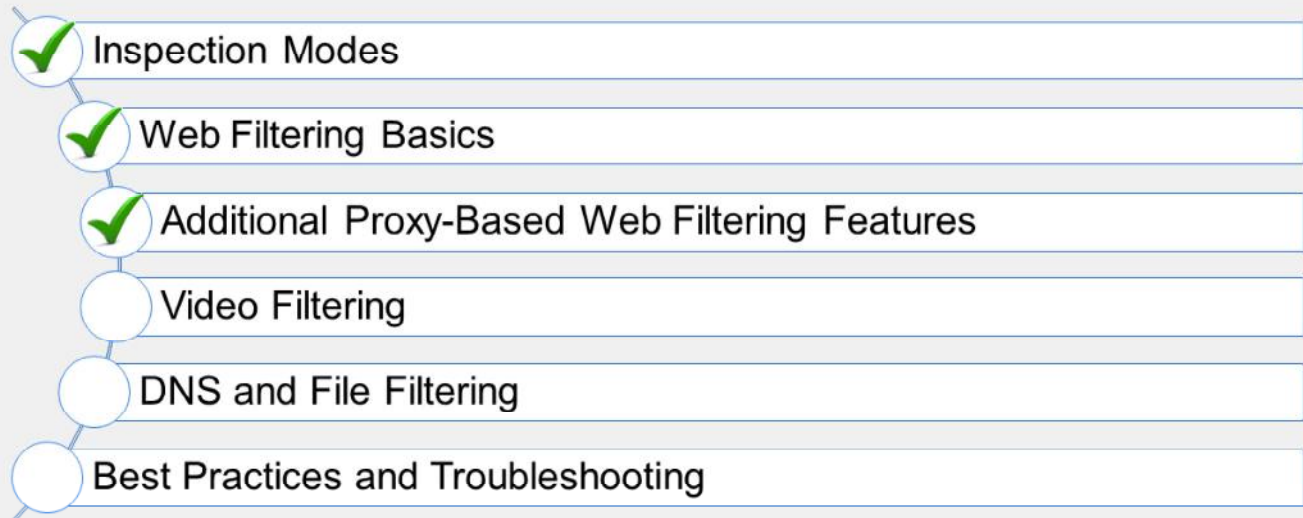 Inspection Modes
Web Filtering Basics
Additional Proxy-Based Web Filtering Features
Video Filtering
DNS and File Filtering
Best Practices and Troubleshooting